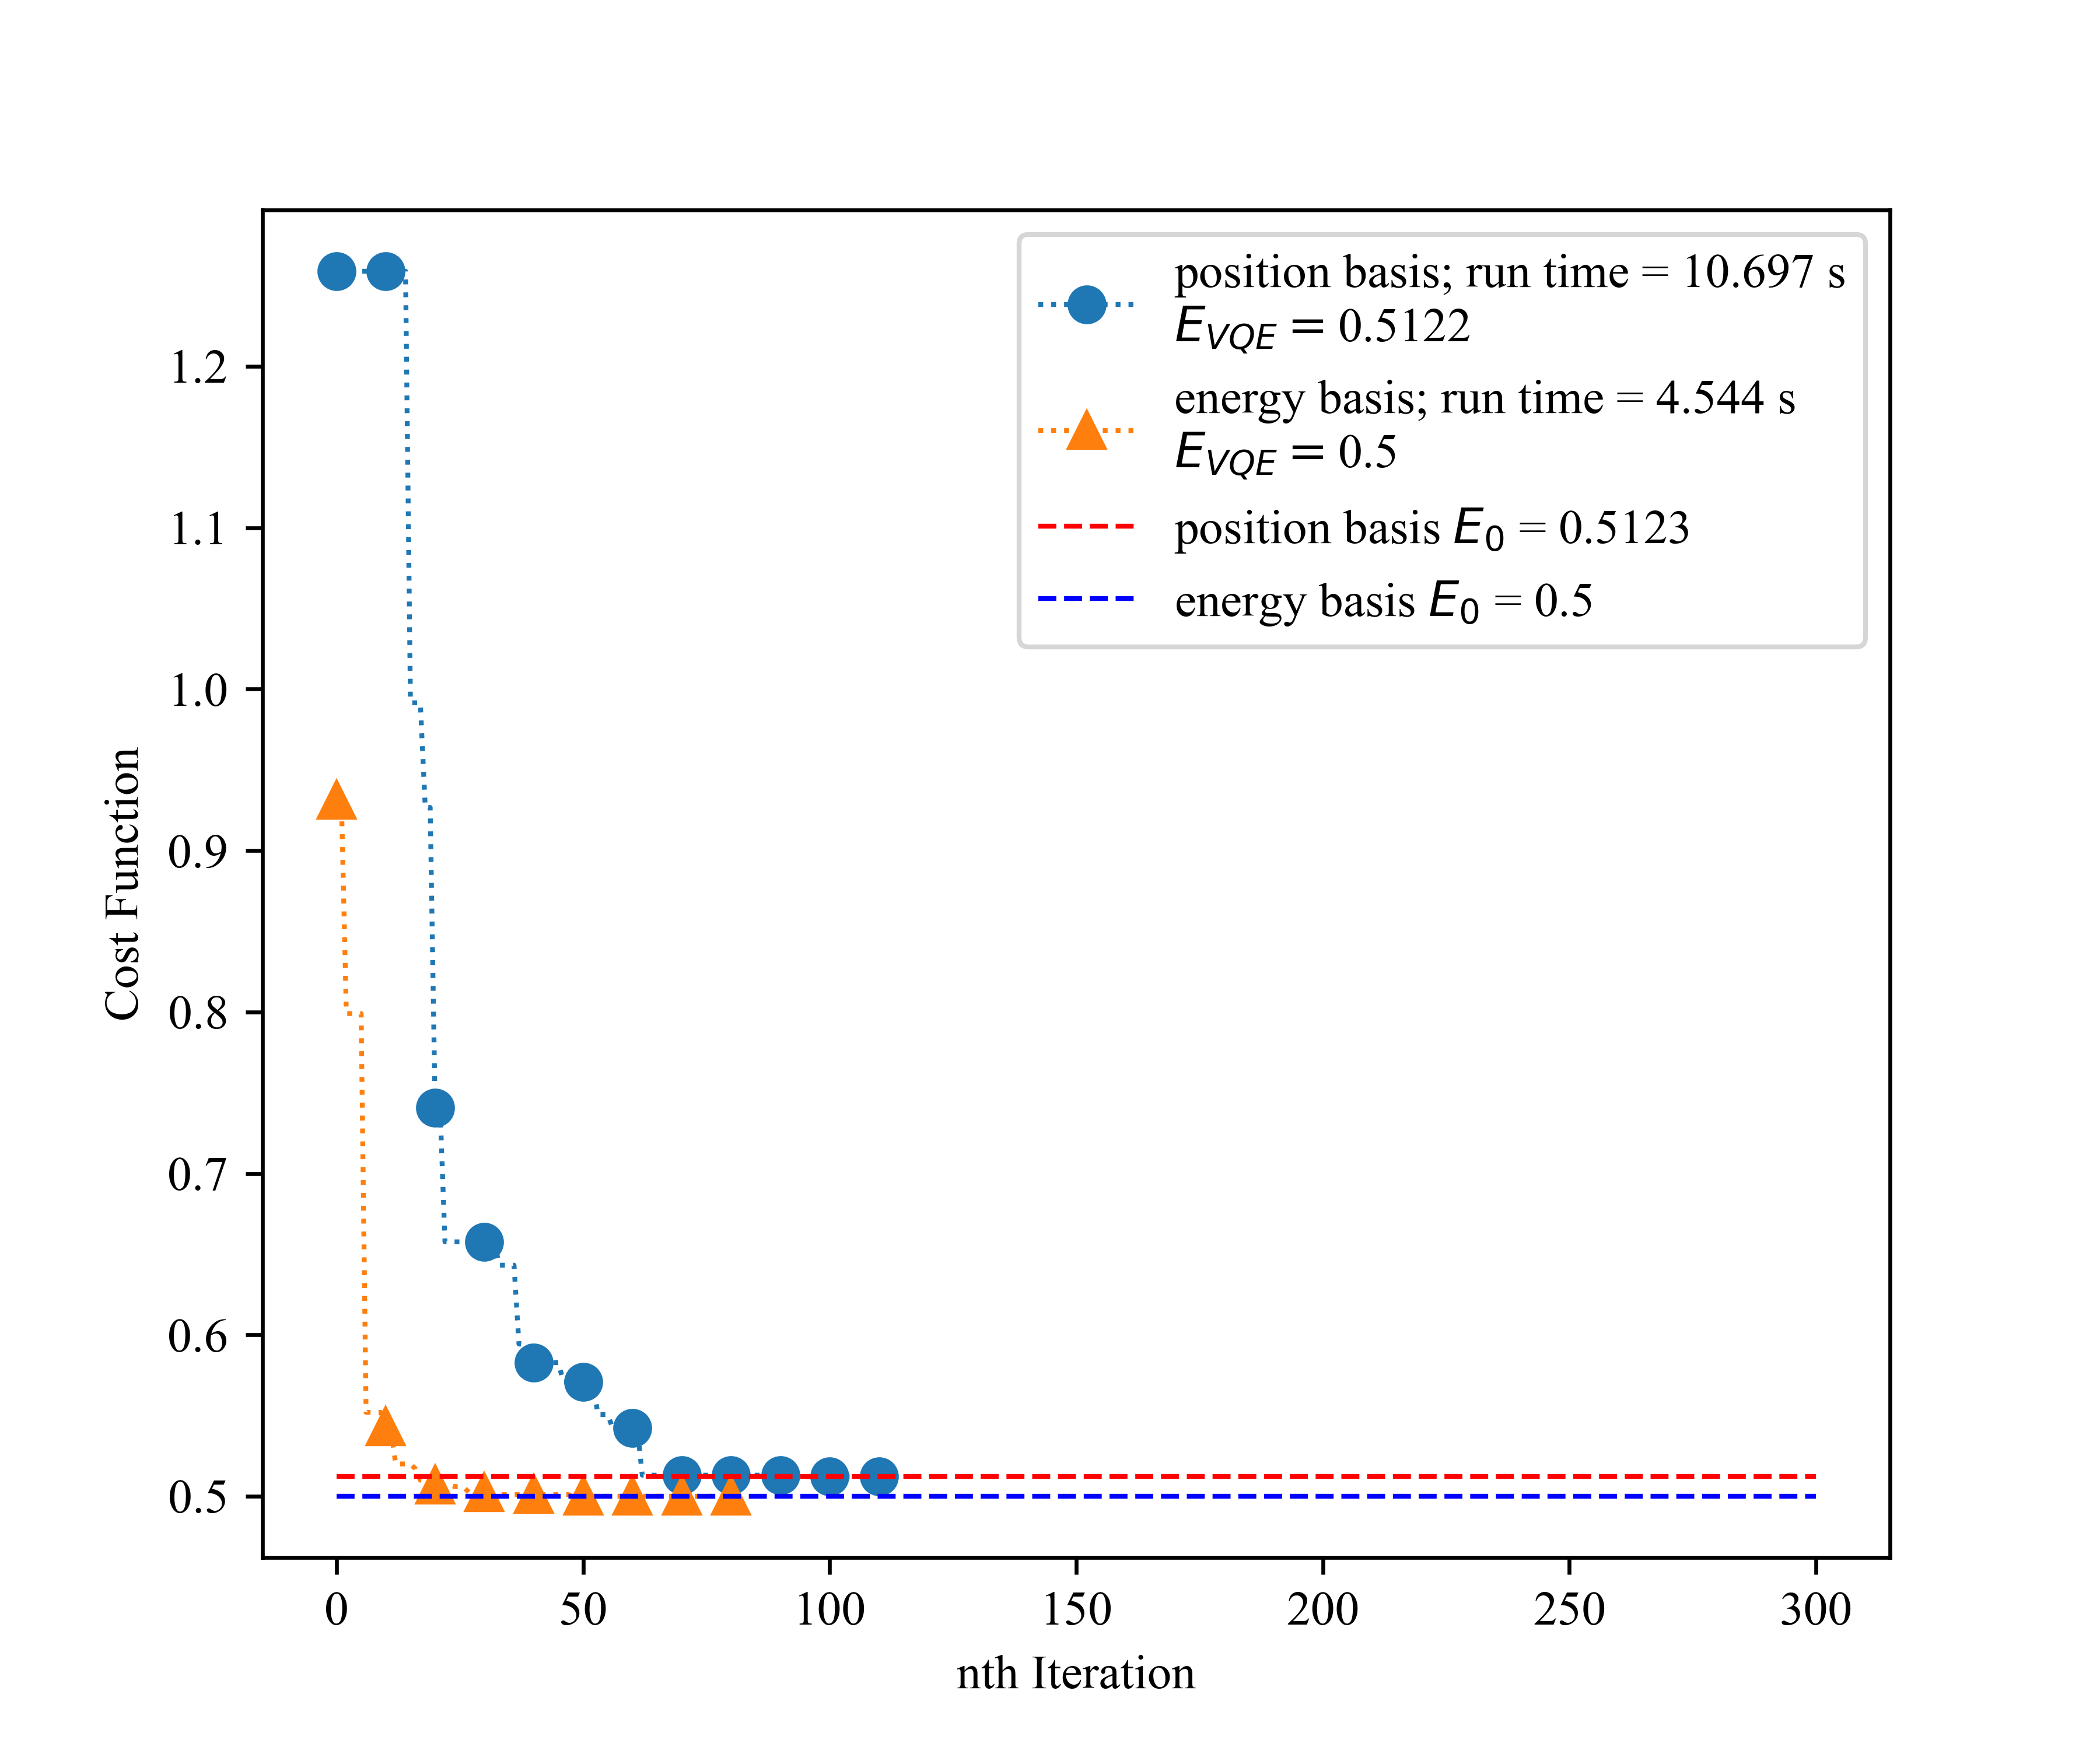 position basis; run time = 10.697 s
E_VQE = 0.5122
energy basis; run time = 4.544 s
E_VQE = 0.5
position basis E_0 = 0.5123
energy basis E_0 = 0.5
1.2
1.1
1.0
0.9
0.8
0.7
0.6
0.5
Cost Function
0 50 100 150 200 250 300
nth Iteration